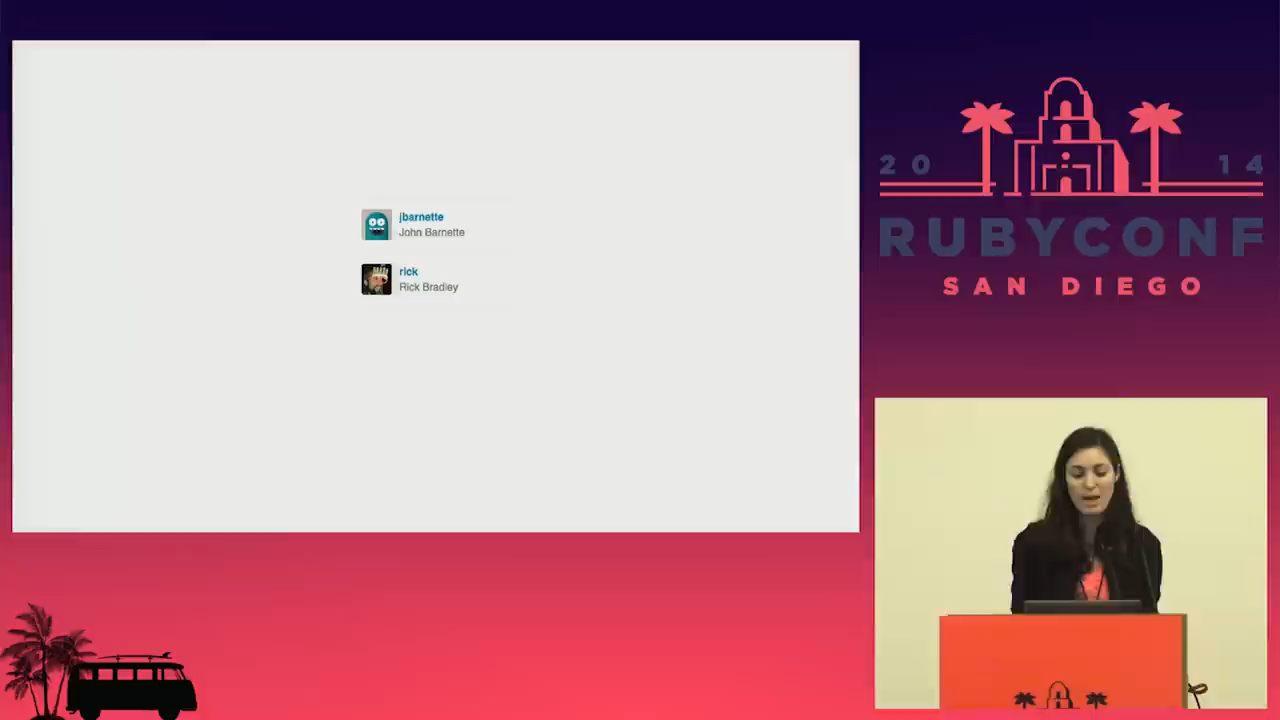 jbarnette
John Barnette
rick
Rick Bradley
20 14
RUBYCONF
SAN DIEGO